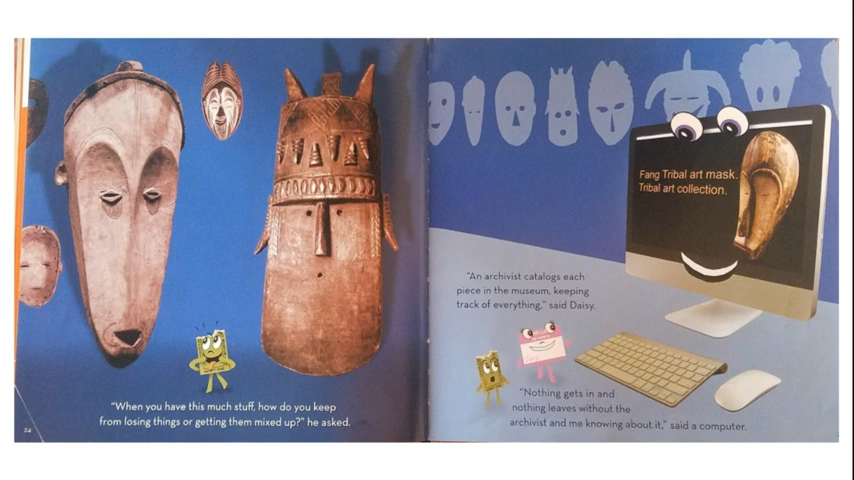 "When you have this much stuff, how do you keep
from losing things or getting them mixed up?" he asked.
24
Fang Tribal art mask.
Tribal art collection.
"An archivist catalogs each
piece in the museum, keeping
track of everything," said Daisy.
"Nothing gets in and
nothing leaves without the
archivist and me knowing about it," said a computer.